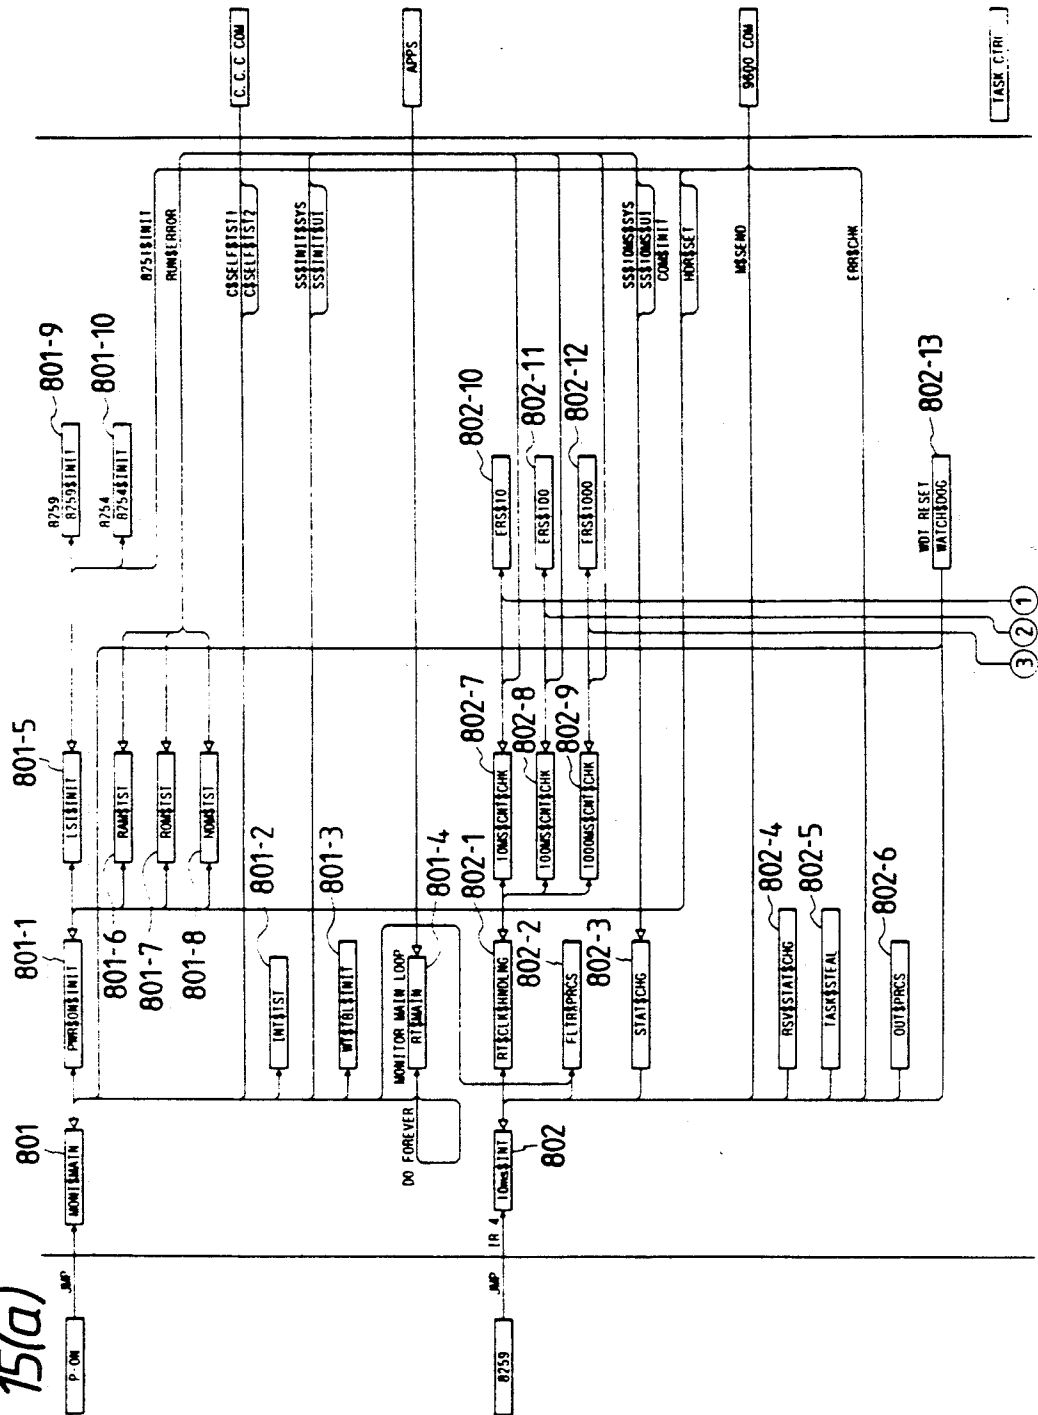 15(a)
P-ON
JMP
801
MONI$MAIN
801-1
PWR$ON$INIT
801-5
LSI$INIT
8259
8259$INIT
801-9
8254
8254$INIT
801-10
8251$INIT
RUN$ERROR
801-6
RAM$TST
801-7
ROM$TST
801-8
NOM$TST
C$SELF$TST1
C$SELF$TST2
C.C.C COM
801-2
INT$TST
SS$INIT$SYS
SS$INIT$UI
801-3
WT$TBL$INIT
MONITOR MAIN LOOP
RT$MAIN
801-4
DO FOREVER
APPS
8259
JMP
IR 4
10ms$INT
802
802-1
RT$CLK$HNDLNG
802-7
10MS$CNT$CHK
802-10
ERS$10
802-8
100MS$CNT$CHK
802-11
ERS$100
802-9
1000MS$CNT$CHK
802-12
ERS$1000
802-2
FLTR$PRCS
802-3
STAT$CHG
SS$10MS$SYS
SS$10MS$UI
COM$INIT
HDR$SET
M$SEND
9600 COM
802-4
RSV$STAT$CHG
802-5
TASK$STEAL
ERR$CHK
802-6
OUT$PRCS
WDT RESET
WATCH$DOG
802-13
TASK CTRL
1
2
3